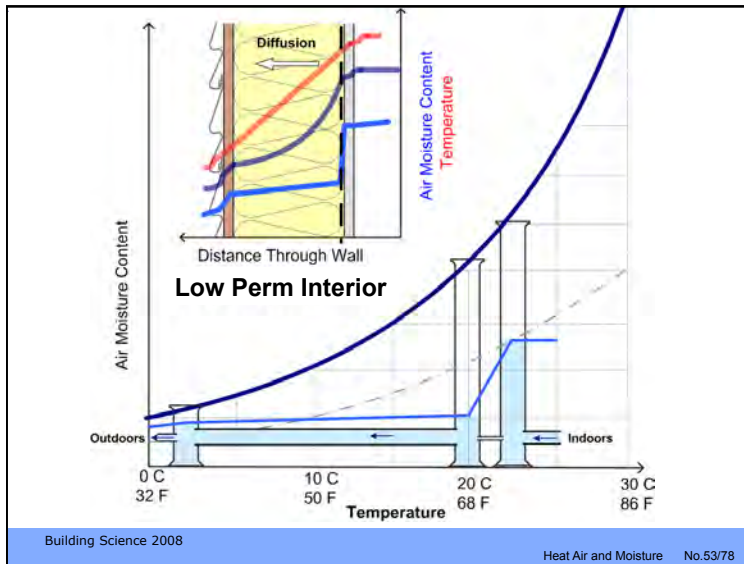 Diffusion
Air Moisture Content
Temperature
Distance Through Wall
Low Perm Interior
Air Moisture Content
Outdoors
Indoors
0 C
32 F
10 C
50 F
20 C
68 F
30 C
86 F
Temperature
Building Science 2008
Heat Air and Moisture No.53/78